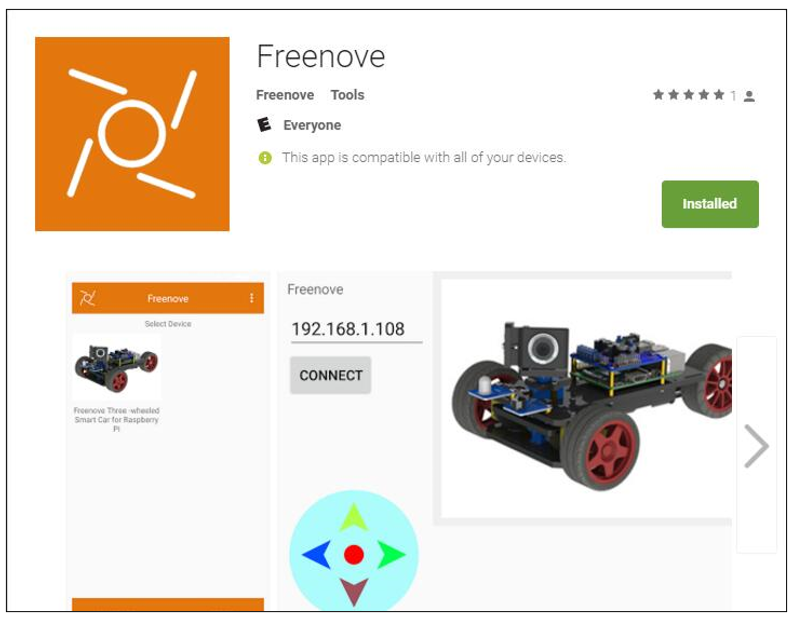 Freenove
Freenove Tools
1
E Everyone
This app is compatible with all of your devices.
Installed
Freenove
Select Device
Freenove Three -wheeled
Smart Car for Raspberry
Pi
Freenove
192.168.1.108
CONNECT